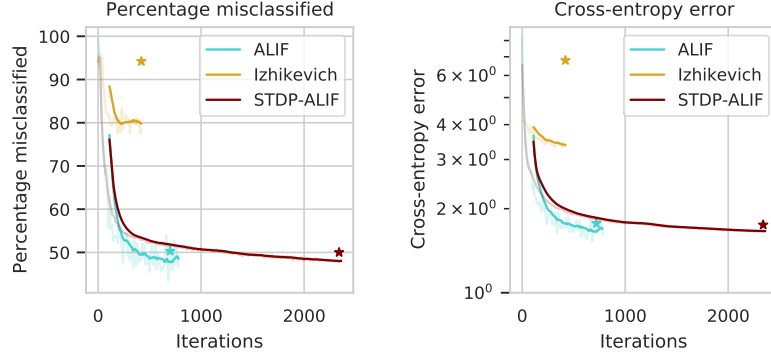 Percentage misclassified
Percentage misclassified
100
90
80
70
60
50
0
1000
2000
Iterations
ALIF
Izhikevich
STDP-ALIF
Cross-entropy error
Cross-entropy error
6 × 10⁰
4 × 10⁰
3 × 10⁰
2 × 10⁰
10⁰
0
1000
2000
Iterations
ALIF
Izhikevich
STDP-ALIF